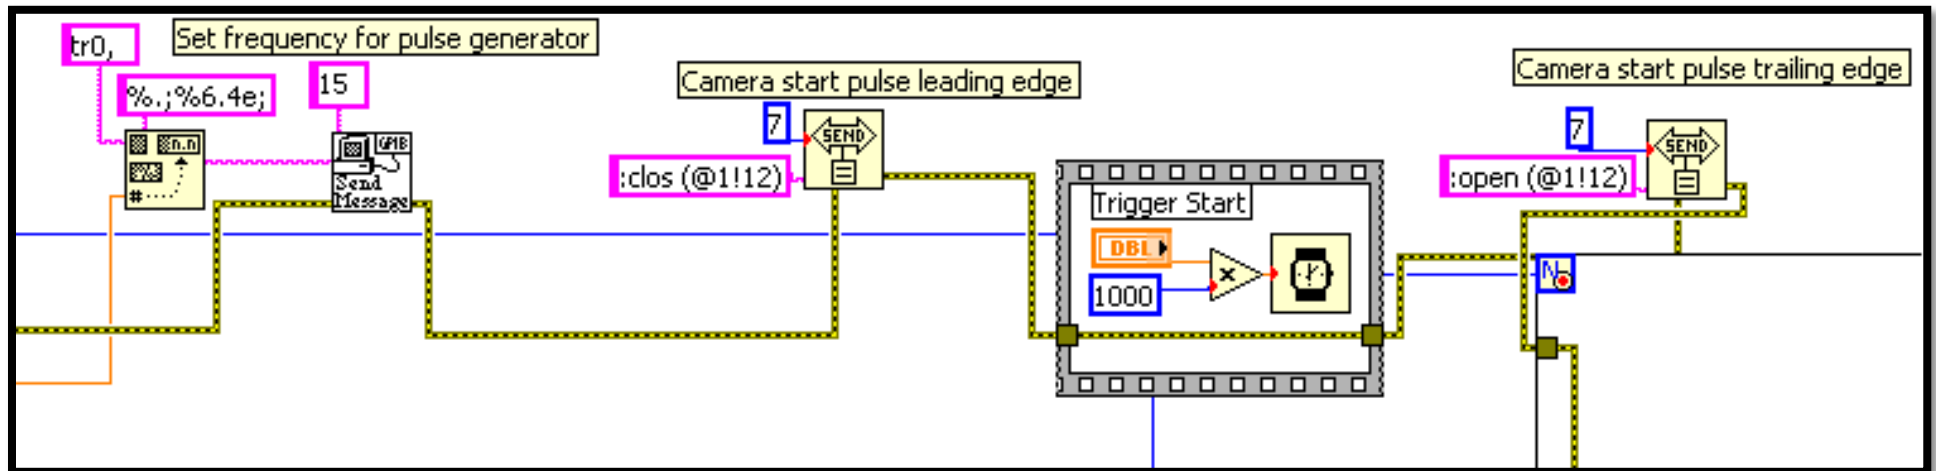 tr0,
Set frequency for pulse generator
%.;%6.4e;
15
n.n
#
GPIB
Send
Message
Camera start pulse leading edge
7
SEND
:clos (@1!12)
Trigger Start
DBL
x
1000
Camera start pulse trailing edge
7
SEND
:open (@1!12)
N